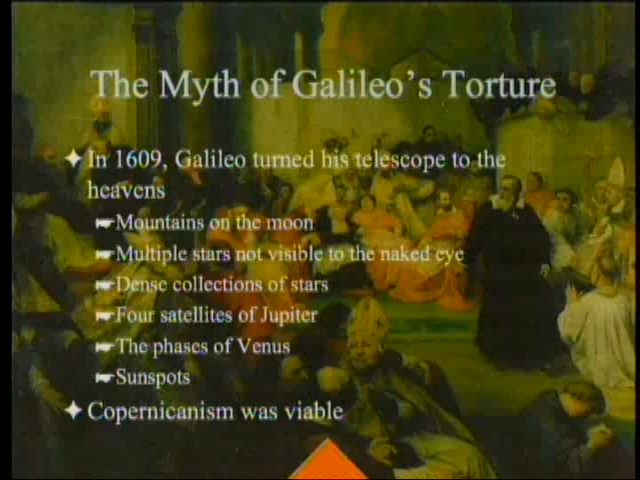 The Myth of Galileo's Torture
In 1609, Galileo turned his telescope to the
heavens
Mountains on the moon
Multiple stars not visible to the naked eye
Dense collections of stars
Four satellites of Jupiter
The phases of Venus
Sunspots
Copernicanism was viable